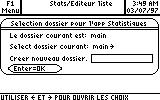 F1 Menu Stats/Editeur liste 3:49 AM 03/07/97
Selection dossier pour l'app Statistiques
Le dossier courant est: main
Select dossier courant: main→
Creer nouveau dossier:
Enter=OK
UTILISER ← ET → POUR OUVRIR LES CHOIX